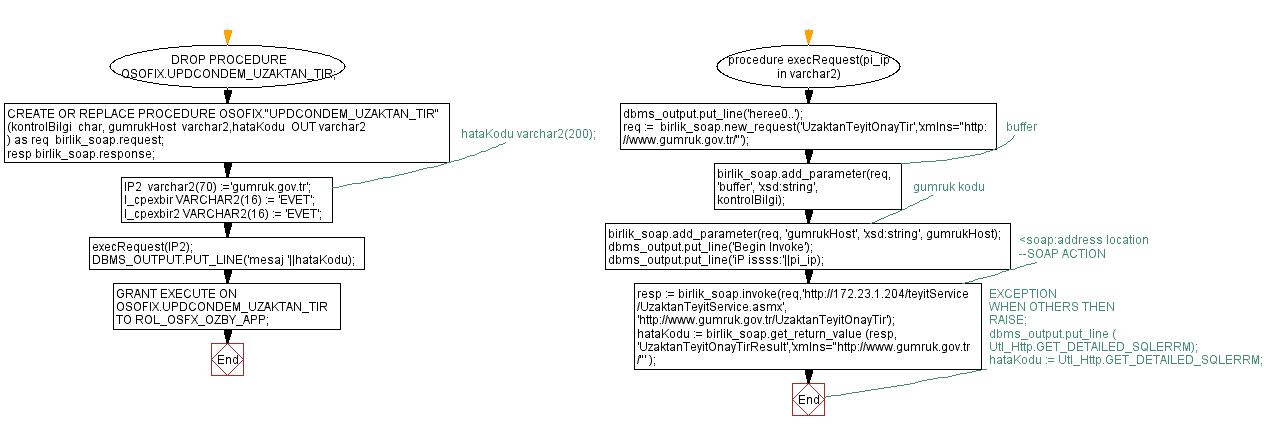 DROP PROCEDURE
OSOFIX.UPDCONDEM_UZAKTAN_TIR;
CREATE OR REPLACE PROCEDURE OSOFIX."UPDCONDEM_UZAKTAN_TIR"
(kontrolBilgi char, gumrukHost varchar2,hataKodu OUT varchar2
) as req birlik_soap.request;
resp birlik_soap.response;
hataKodu varchar2(200);
IP2 varchar2(70) :='gumruk.gov.tr';
l_cpexbir VARCHAR2(16) := 'EVET';
l_cpexbir2 VARCHAR2(16) := 'EVET';
execRequest(IP2);
DBMS_OUTPUT.PUT_LINE('mesaj '||hataKodu);
GRANT EXECUTE ON
OSOFIX.UPDCONDEM_UZAKTAN_TIR
TO ROL_OSFX_OZBY_APP;
End
procedure execRequest(pi_ip
in varchar2)
dbms_output.put_line('heree0..');
req := birlik_soap.new_request('UzaktanTeyitOnayTir','xmlns="http:
//www.gumruk.gov.tr/"');
buffer
birlik_soap.add_parameter(req,
'buffer', 'xsd:string',
kontrolBilgi);
gumruk kodu
birlik_soap.add_parameter(req, 'gumrukHost', 'xsd:string', gumrukHost);
dbms_output.put_line('Begin Invoke');
dbms_output.put_line('iP issss:'||pi_ip);
<soap:address location
--SOAP ACTION
resp := birlik_soap.invoke(req,'http://172.23.1.204/teyitService
/UzaktanTeyitService.asmx',
'http://www.gumruk.gov.tr/UzaktanTeyitOnayTir');
hataKodu := birlik_soap.get_return_value (resp,
'UzaktanTeyitOnayTirResult','xmlns="http://www.gumruk.gov.tr
/"' );
EXCEPTION
WHEN OTHERS THEN
RAISE;
dbms_output.put_line (
Utl_Http.GET_DETAILED_SQLERRM);
hataKodu := Utl_Http.GET_DETAILED_SQLERRM;
End